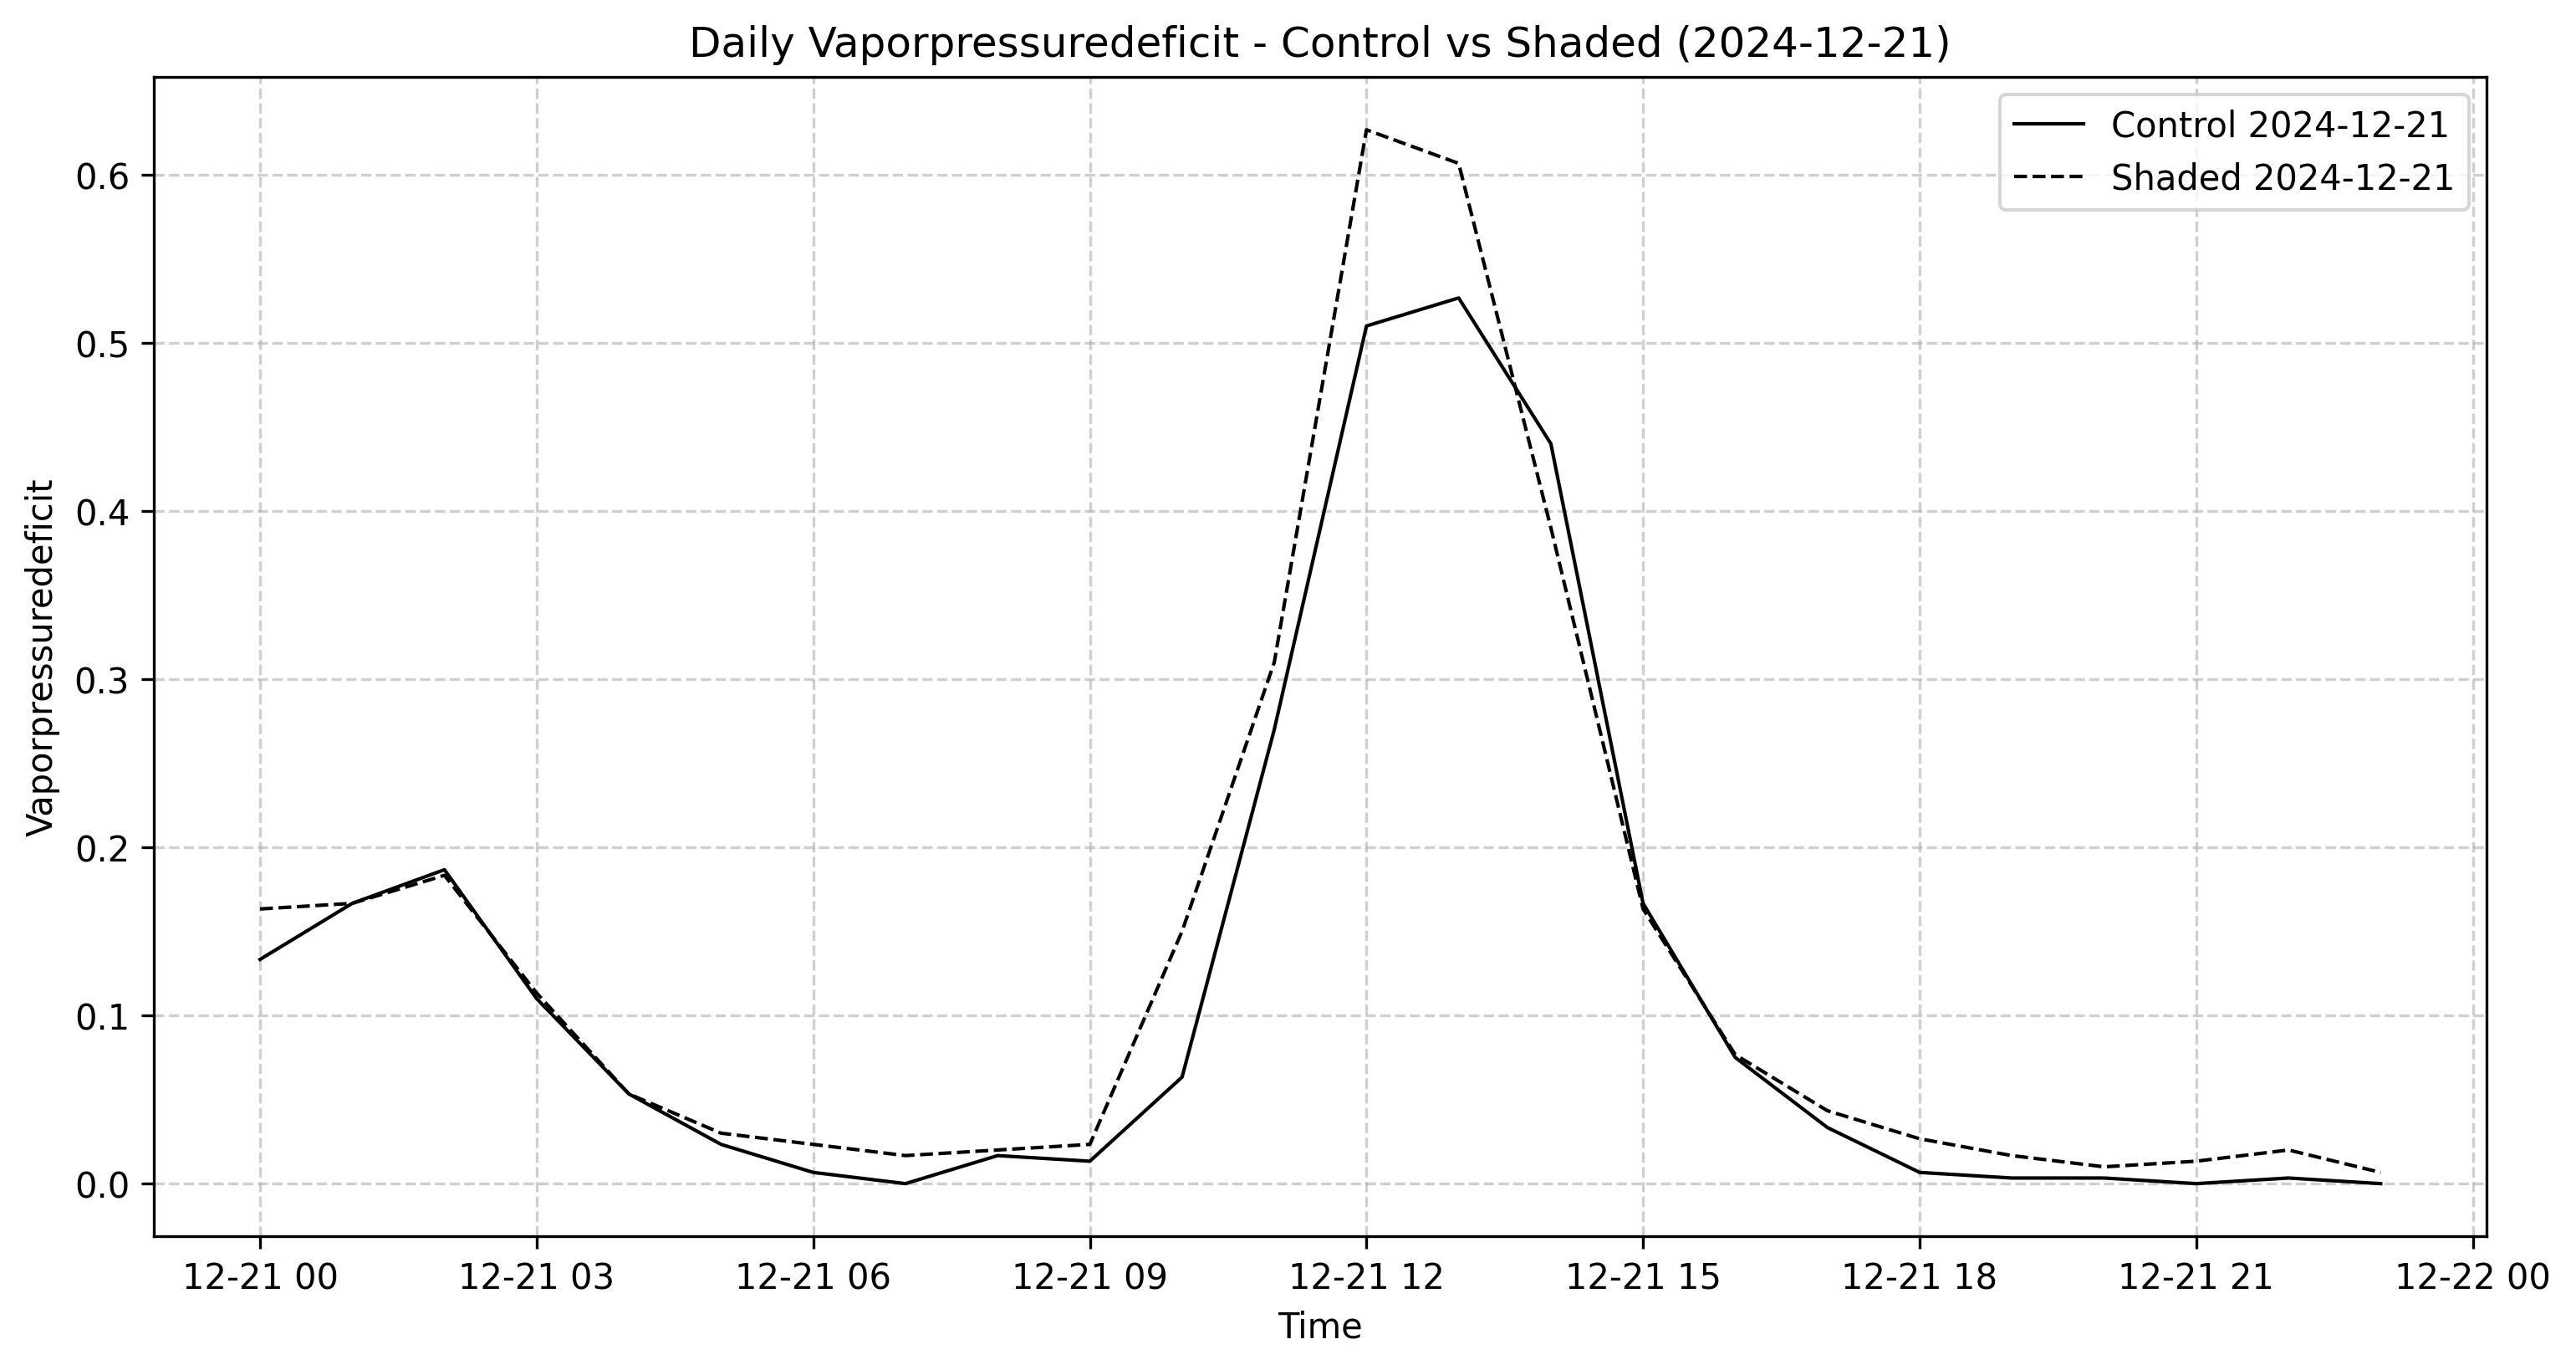 Daily Vaporpressuredeficit - Control vs Shaded (2024-12-21)
Control 2024-12-21
Shaded 2024-12-21
Vaporpressuredeficit
0.6
0.5
0.4
0.3
0.2
0.1
0.0
12-21 00 12-21 03 12-21 06 12-21 09 12-21 12 12-21 15 12-21 18 12-21 21 12-22 00
Time